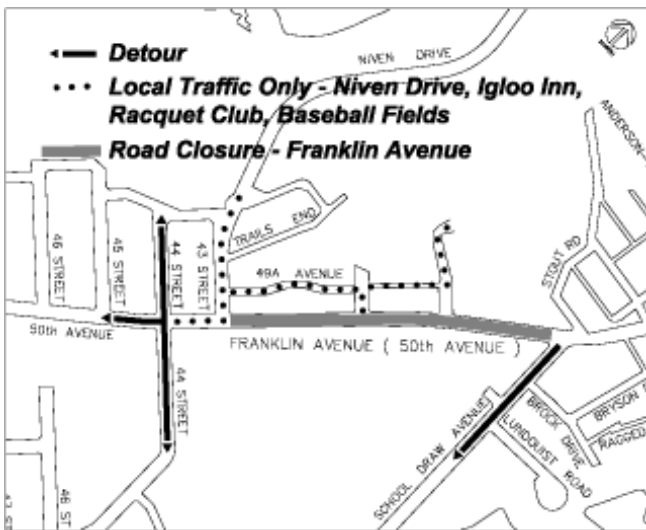 Detour
NIVEN DRIVE
Local Traffic Only - Niven Drive, Igloo Inn,
Racquet Club, Baseball Fields
Road Closure - Franklin Avenue
ANDERSON-
46 STREET
45 STREET
44 STREET
43 STREET
TRAILS END
STOUT RD
49A AVENUE
50th AVENUE
FRANKLIN AVENUE ( 50th AVENUE )
44 STREET
SCHOOL DRAW AVENUE
BROCK DRIVE
BRYSON
RAGGED
LUNDQUIST ROAD
46 ST